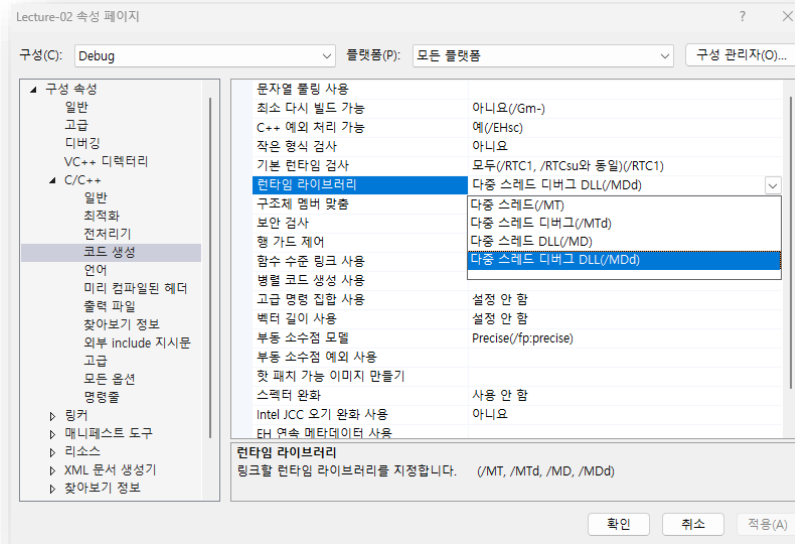 Lecture-02 속성 페이지
구성(C): Debug 플랫폼(P): 모든 플랫폼 구성 관리자(O)...
구성 속성
일반
고급
디버깅
VC++ 디렉터리
C/C++
일반
최적화
전처리기
코드 생성
언어
미리 컴파일된 헤더
출력 파일
찾아보기 정보
외부 include 지시문
고급
모든 옵션
명령줄
링커
매니페스트 도구
리소스
XML 문서 생성기
찾아보기 정보
문자열 풀링 사용
최소 다시 빌드 가능 아니요(/Gm-)
C++ 예외 처리 가능 예(/EHsc)
작은 형식 검사 아니요
기본 런타임 검사 모두(/RTC1, /RTCsu와 동일)(/RTC1)
런타임 라이브러리 다중 스레드 디버그 DLL(/MDd)
구조체 멤버 맞춤 다중 스레드(/MT)
보안 검사 다중 스레드 디버그(/MTd)
행 가드 제어 다중 스레드 DLL(/MD)
함수 수준 링크 사용 다중 스레드 디버그 DLL(/MDd)
병렬 코드 생성 사용
고급 명령 집합 사용 설정 안 함
벡터 길이 사용 설정 안 함
부동 소수점 모델 Precise(/fp:precise)
부동 소수점 예외 사용
핫 패치 가능 이미지 만들기
스펙터 완화 사용 안 함
Intel JCC 오기 완화 사용 아니요
EH 연속 메타데이터 사용
런타임 라이브러리
링크할 런타임 라이브러리를 지정합니다. (/MT, /MTd, /MD, /MDd)
확인 취소 적용(A)